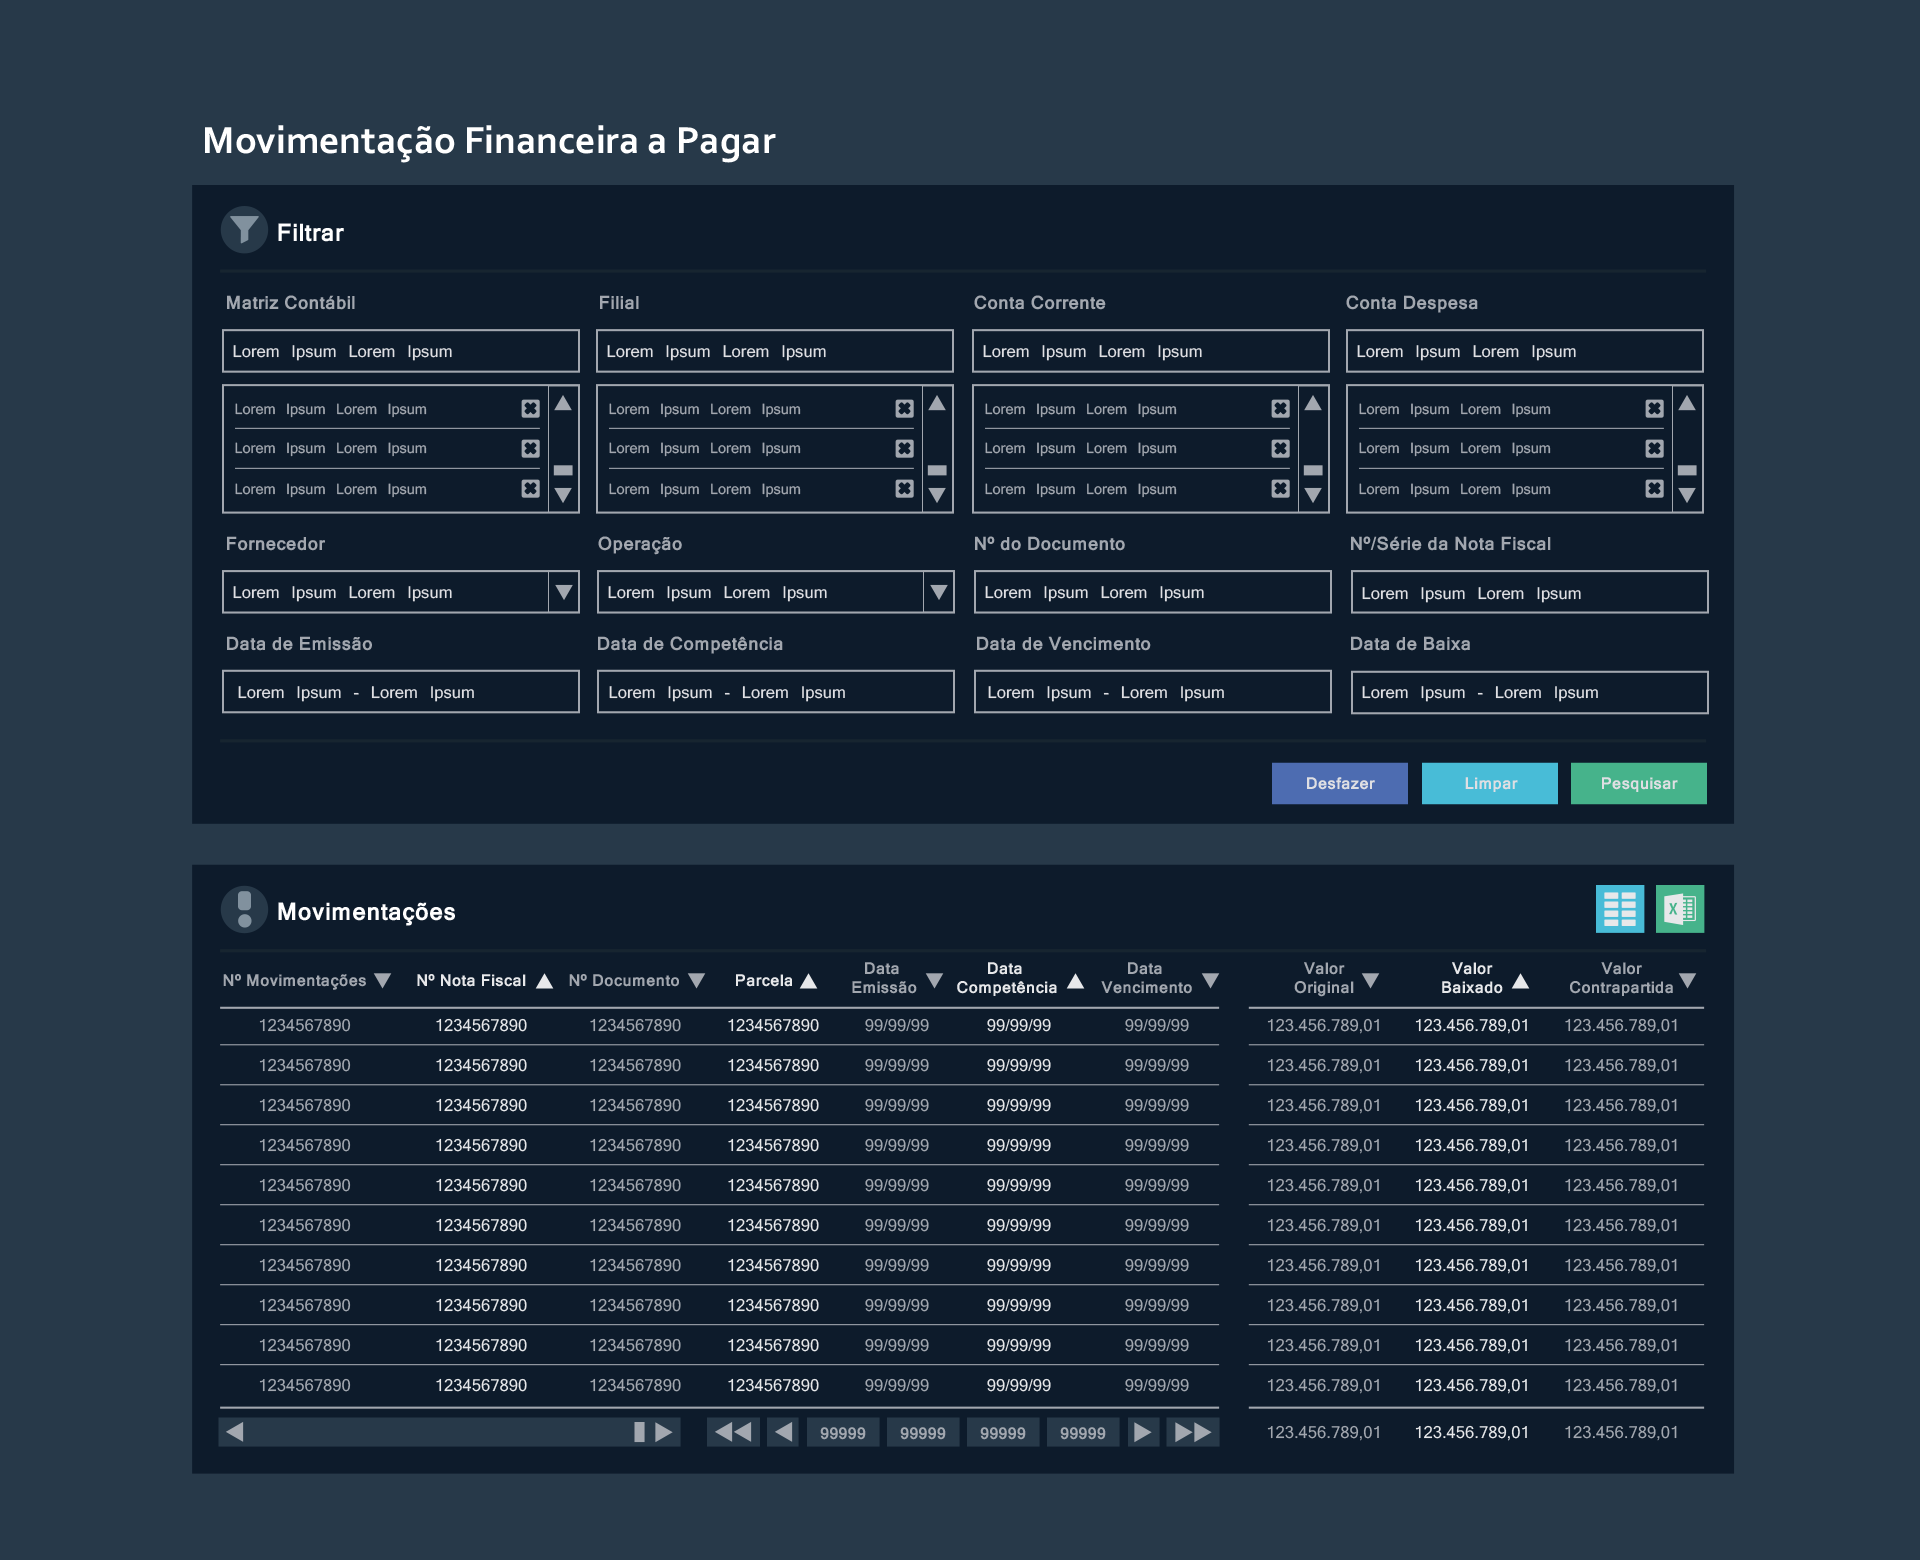 Movimentação Financeira a Pagar
Filtrar
Matriz Contábil Filial Conta Corrente Conta Despesa
Lorem Ipsum Lorem Ipsum Lorem Ipsum Lorem Ipsum Lorem Ipsum Lorem Ipsum Lorem Ipsum Lorem Ipsum
Lorem Ipsum Lorem Ipsum Lorem Ipsum Lorem Ipsum Lorem Ipsum Lorem Ipsum Lorem Ipsum Lorem Ipsum
Lorem Ipsum Lorem Ipsum Lorem Ipsum Lorem Ipsum Lorem Ipsum Lorem Ipsum Lorem Ipsum Lorem Ipsum
Lorem Ipsum Lorem Ipsum Lorem Ipsum Lorem Ipsum Lorem Ipsum Lorem Ipsum Lorem Ipsum Lorem Ipsum
Fornecedor Operação Nº do Documento Nº/Série da Nota Fiscal
Lorem Ipsum Lorem Ipsum Lorem Ipsum Lorem Ipsum Lorem Ipsum Lorem Ipsum Lorem Ipsum Lorem Ipsum
Data de Emissão Data de Competência Data de Vencimento Data de Baixa
Lorem Ipsum - Lorem Ipsum Lorem Ipsum - Lorem Ipsum Lorem Ipsum - Lorem Ipsum Lorem Ipsum - Lorem Ipsum
Desfazer Limpar Pesquisar
Movimentações
X
Nº Movimentações Nº Nota Fiscal Nº Documento Parcela Data Emissão Data Competência Data Vencimento Valor Original Valor Baixado Valor Contrapartida
1234567890 1234567890 1234567890 1234567890 99/99/99 99/99/99 99/99/99 123.456.789,01 123.456.789,01 123.456.789,01
1234567890 1234567890 1234567890 1234567890 99/99/99 99/99/99 99/99/99 123.456.789,01 123.456.789,01 123.456.789,01
1234567890 1234567890 1234567890 1234567890 99/99/99 99/99/99 99/99/99 123.456.789,01 123.456.789,01 123.456.789,01
1234567890 1234567890 1234567890 1234567890 99/99/99 99/99/99 99/99/99 123.456.789,01 123.456.789,01 123.456.789,01
1234567890 1234567890 1234567890 1234567890 99/99/99 99/99/99 99/99/99 123.456.789,01 123.456.789,01 123.456.789,01
1234567890 1234567890 1234567890 1234567890 99/99/99 99/99/99 99/99/99 123.456.789,01 123.456.789,01 123.456.789,01
1234567890 1234567890 1234567890 1234567890 99/99/99 99/99/99 99/99/99 123.456.789,01 123.456.789,01 123.456.789,01
1234567890 1234567890 1234567890 1234567890 99/99/99 99/99/99 99/99/99 123.456.789,01 123.456.789,01 123.456.789,01
1234567890 1234567890 1234567890 1234567890 99/99/99 99/99/99 99/99/99 123.456.789,01 123.456.789,01 123.456.789,01
1234567890 1234567890 1234567890 1234567890 99/99/99 99/99/99 99/99/99 123.456.789,01 123.456.789,01 123.456.789,01
99999 99999 99999 99999 123.456.789,01 123.456.789,01 123.456.789,01